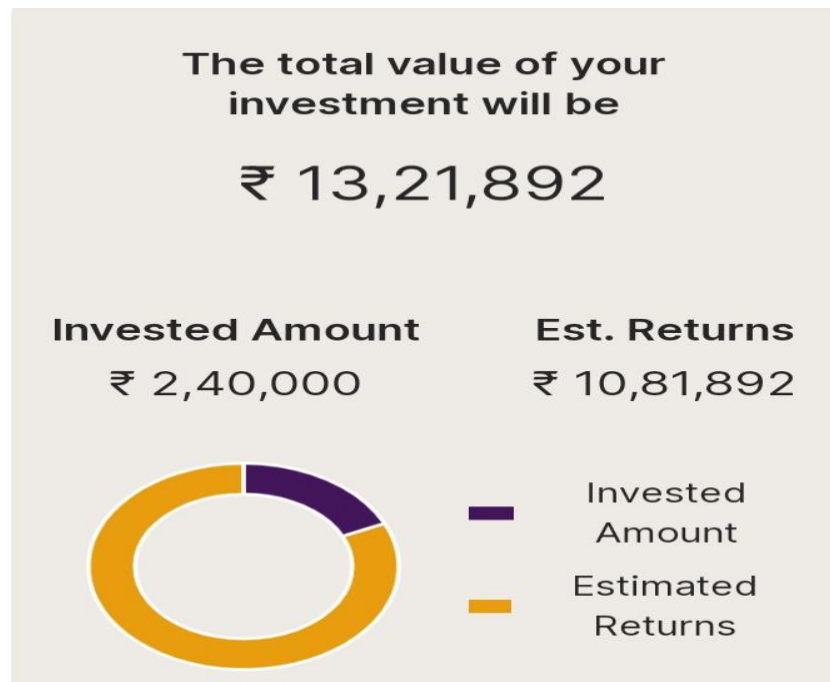 The total value of your
investment will be
₹ 13,21,892
Invested Amount
₹ 2,40,000
Est. Returns
₹ 10,81,892
Invested
Amount
Estimated
Returns